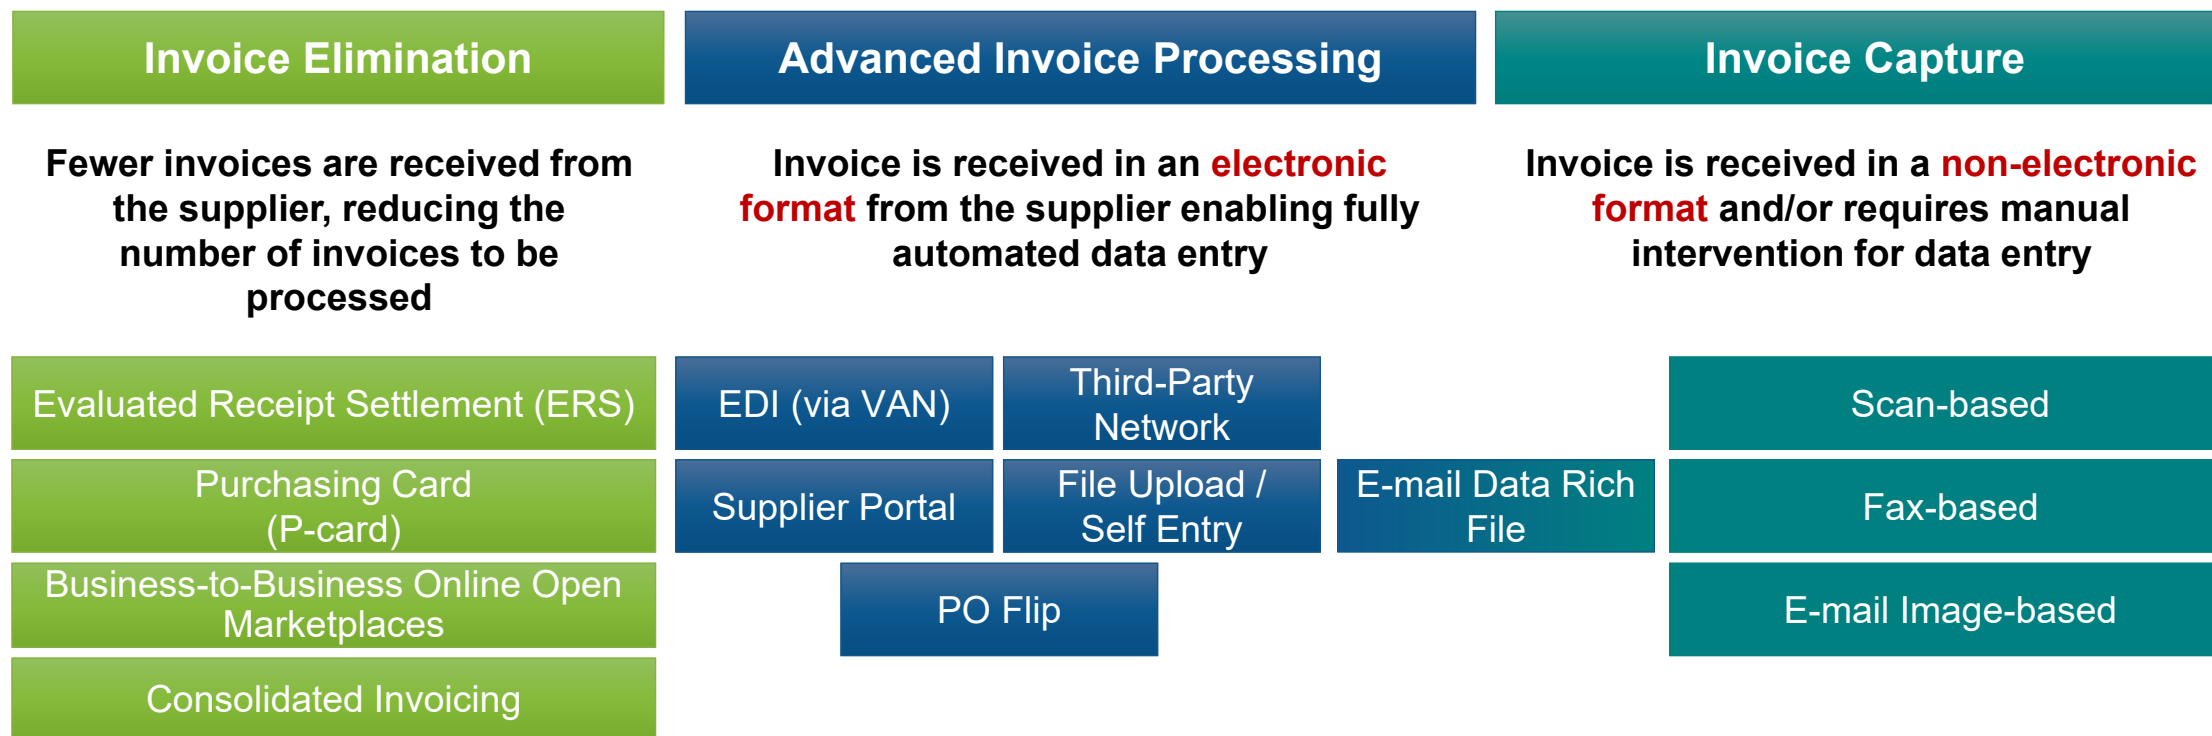 Invoice Elimination
Advanced Invoice Processing
Invoice Capture
Fewer invoices are received from
the supplier, reducing the
number of invoices to be
processed
Invoice is received in an electronic
format from the supplier enabling fully
automated data entry
Invoice is received in a non-electronic
format and/or requires manual
intervention for data entry
Evaluated Receipt Settlement (ERS)
Purchasing Card
(P-card)
Business-to-Business Online Open
Marketplaces
Consolidated Invoicing
EDI (via VAN)
Third-Party
Network
Supplier Portal
File Upload /
Self Entry
PO Flip
E-mail Data Rich
File
Scan-based
Fax-based
E-mail Image-based